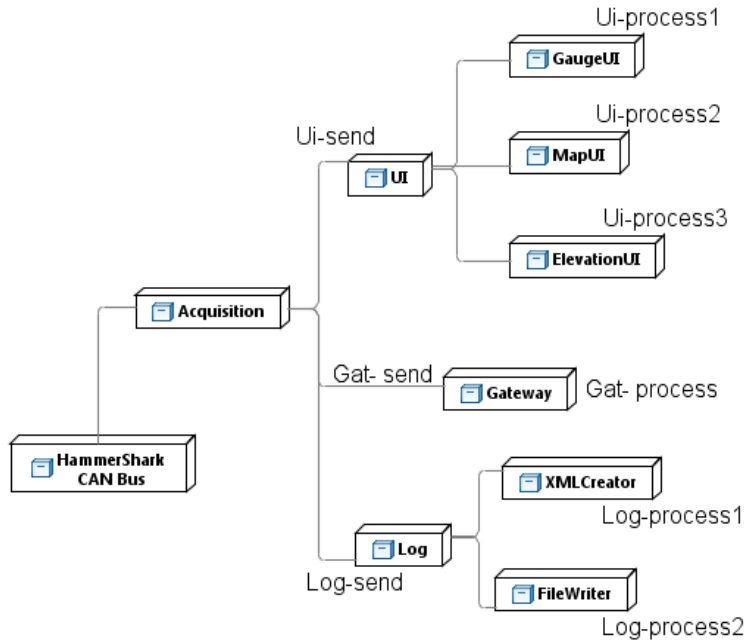 Ui-process1
GaugeUI
Ui-process2
Ui-send
MapUI
UI
Ui-process3
ElevationUI
Acquisition
Gat- send
Gateway
Gat- process
HammerShark
CAN Bus
XMLCreator
Log-process1
Log
Log-send
FileWriter
Log-process2